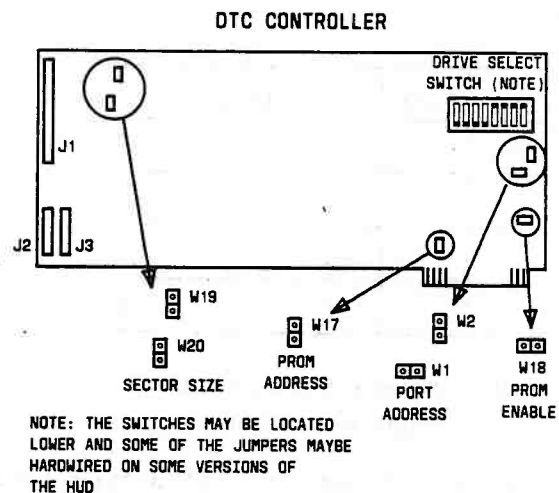 DTC CONTROLLER
DRIVE SELECT
SWITCH (NOTE)
J1
J2
J3
W19
W20
SECTOR SIZE
W17
PROM
ADDRESS
W2
W1
PORT
ADDRESS
W18
PROM
ENABLE
NOTE: THE SWITCHES MAY BE LOCATED
LOWER AND SOME OF THE JUMPERS MAYBE
HARDWIRED ON SOME VERSIONS OF
THE HUD